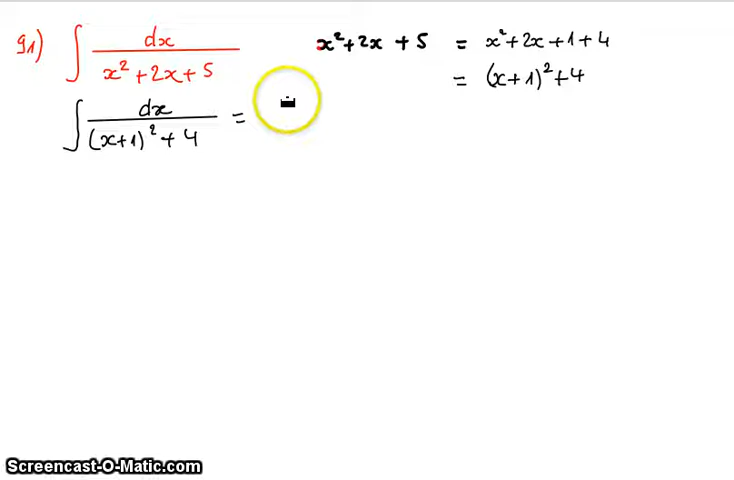 91) ∫ dx / (x² + 2x + 5)
x² + 2x + 5 = x² + 2x + 1 + 4
= (x+1)² + 4
∫ dx / ((x+1)² + 4) =
Screencast-O-Matic.com